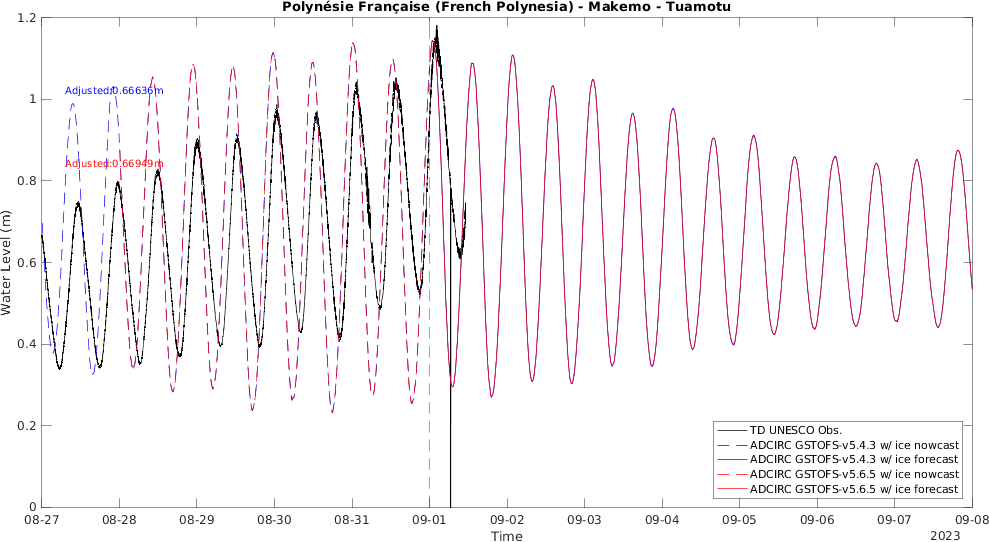 Polynésie Française (French Polynesia) - Makemo - Tuamotu
1.2
1
0.8
0.6
0.4
0.2
0
Water Level (m)
Adjusted:0.66636m
Adjusted:0.66949m
TD UNESCO Obs.
ADCIRC GSTOFS-v5.4.3 w/ ice nowcast
ADCIRC GSTOFS-v5.4.3 w/ ice forecast
ADCIRC GSTOFS-v5.6.5 w/ ice nowcast
ADCIRC GSTOFS-v5.6.5 w/ ice forecast
08-27 08-28 08-29 08-30 08-31 09-01 09-02 09-03 09-04 09-05 09-06 09-07 09-08
Time
2023